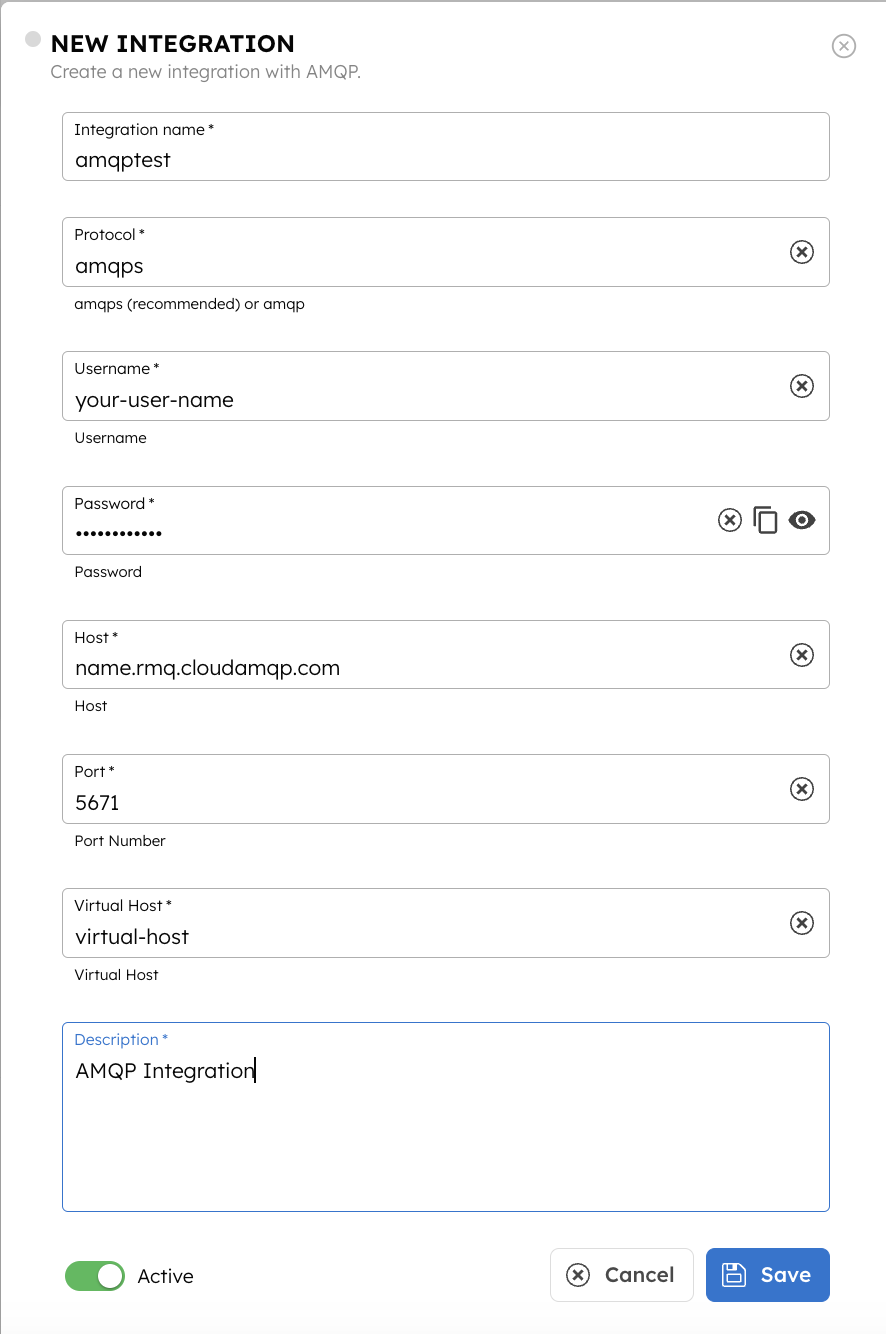 NEW INTEGRATION
Create a new integration with AMQP.
Integration name *
amqptest
Protocol *
amqps
amqps (recommended) or amqp
Username *
your-user-name
Username
Password *
••••••••••••
Password
Host *
name.rmq.cloudamqp.com
Host
Port *
5671
Port Number
Virtual Host *
virtual-host
Virtual Host
Description *
AMQP Integration
Active
Cancel
Save